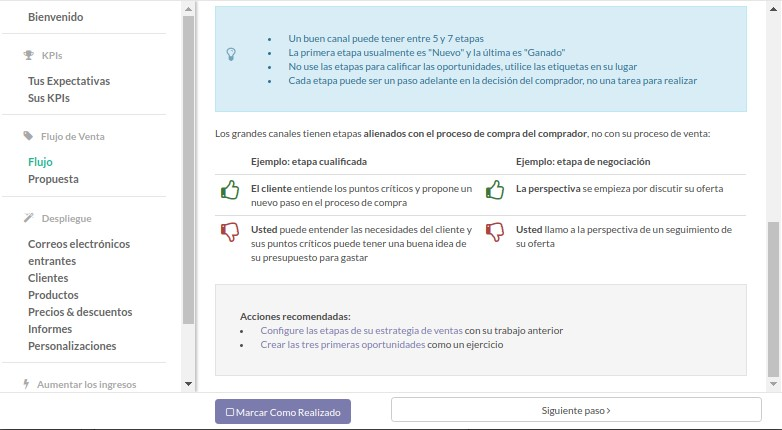 Bienvenido
KPIs
Tus Expectativas
Sus KPIs
Flujo de Venta
Flujo
Propuesta
Despliegue
Correos electrónicos
entrantes
Clientes
Productos
Precios & descuentos
Informes
Personalizaciones
Aumentar los ingresos
• Un buen canal puede tener entre 5 y 7 etapas
• La primera etapa usualmente es "Nuevo" y la última es "Ganado"
• No use las etapas para calificar las oportunidades, utilice las etiquetas en su lugar
• Cada etapa puede ser un paso adelante en la decisión del comprador, no una tarea para realizar
Los grandes canales tienen etapas alienados con el proceso de compra del comprador, no con su proceso de venta:
Ejemplo: etapa cualificada
Ejemplo: etapa de negociación
El cliente entiende los puntos críticos y propone un
nuevo paso en el proceso de compra
La perspectiva se empieza por discutir su oferta
Usted puede entender las necesidades del cliente y
sus puntos críticos puede tener una buena idea de
su presupuesto para gastar
Usted llamo a la perspectiva de un seguimiento de
su oferta
Acciones recomendadas:
• Configure las etapas de su estrategia de ventas con su trabajo anterior
• Crear las tres primeras oportunidades como un ejercicio
Marcar Como Realizado
Siguiente paso >